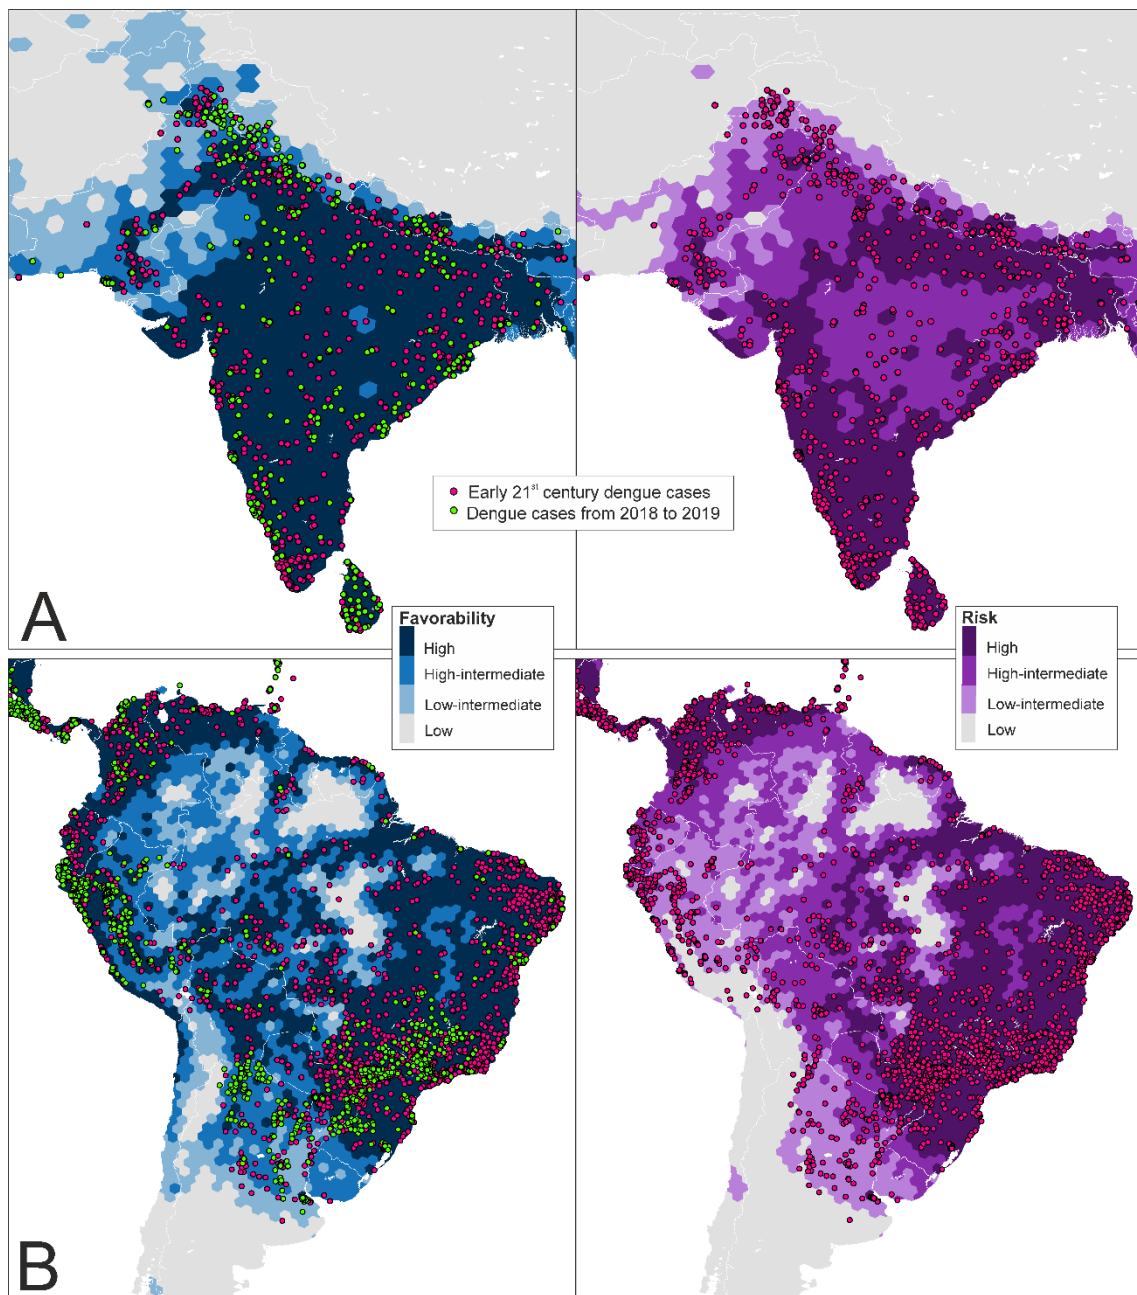 Early 21st century dengue cases
Dengue cases from 2018 to 2019
A
Favorability
High
High-intermediate
Low-intermediate
Low
Risk
High
High-intermediate
Low-intermediate
Low
B